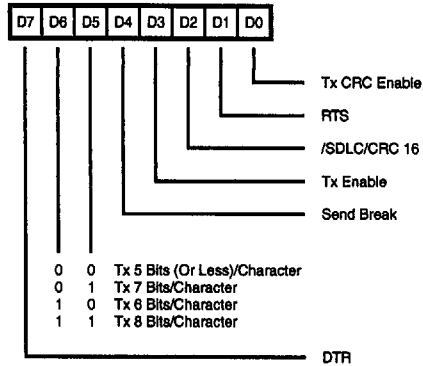 D7 D6 D5 D4 D3 D2 D1 D0
Tx CRC Enable
RTS
/SDLC/CRC 16
Tx Enable
Send Break
0 0 Tx 5 Bits (Or Less)/Character
0 1 Tx 7 Bits/Character
1 0 Tx 6 Bits/Character
1 1 Tx 8 Bits/Character
DTR